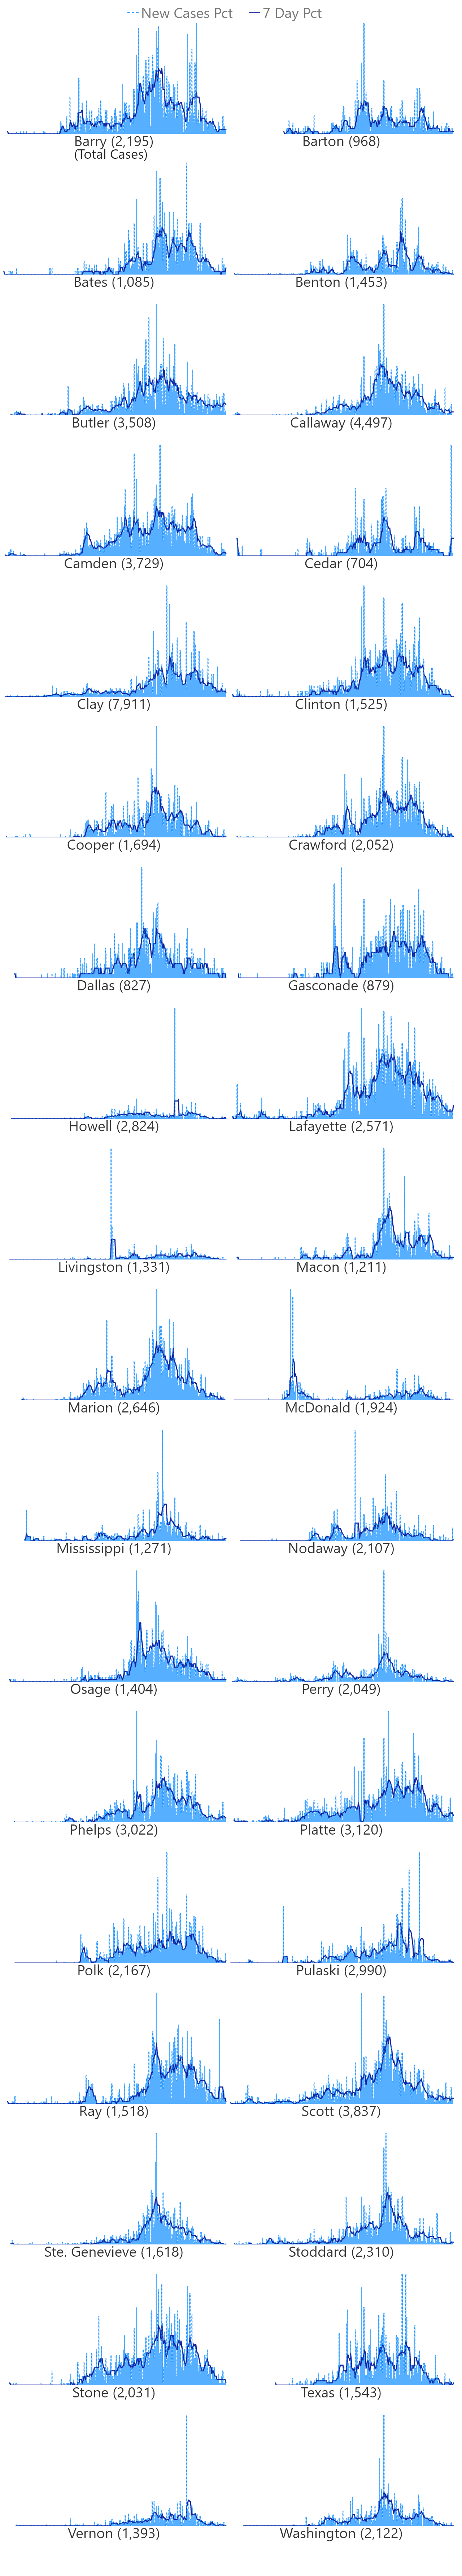 New Cases Pct 7 Day Pct
Barry (2,195) Barton (968)
(Total Cases)
Bates (1,085) Benton (1,453)
Butler (3,508) Callaway (4,497)
Camden (3,729) Cedar (704)
Clay (7,911) Clinton (1,525)
Cooper (1,694) Crawford (2,052)
Dallas (827) Gasconade (879)
Howell (2,824) Lafayette (2,571)
Livingston (1,331) Macon (1,211)
Marion (2,646) McDonald (1,924)
Mississippi (1,271) Nodaway (2,107)
Osage (1,404) Perry (2,049)
Phelps (3,022) Platte (3,120)
Polk (2,167) Pulaski (2,990)
Ray (1,518) Scott (3,837)
Ste. Genevieve (1,618) Stoddard (2,310)
Stone (2,031) Texas (1,543)
Vernon (1,393) Washington (2,122)